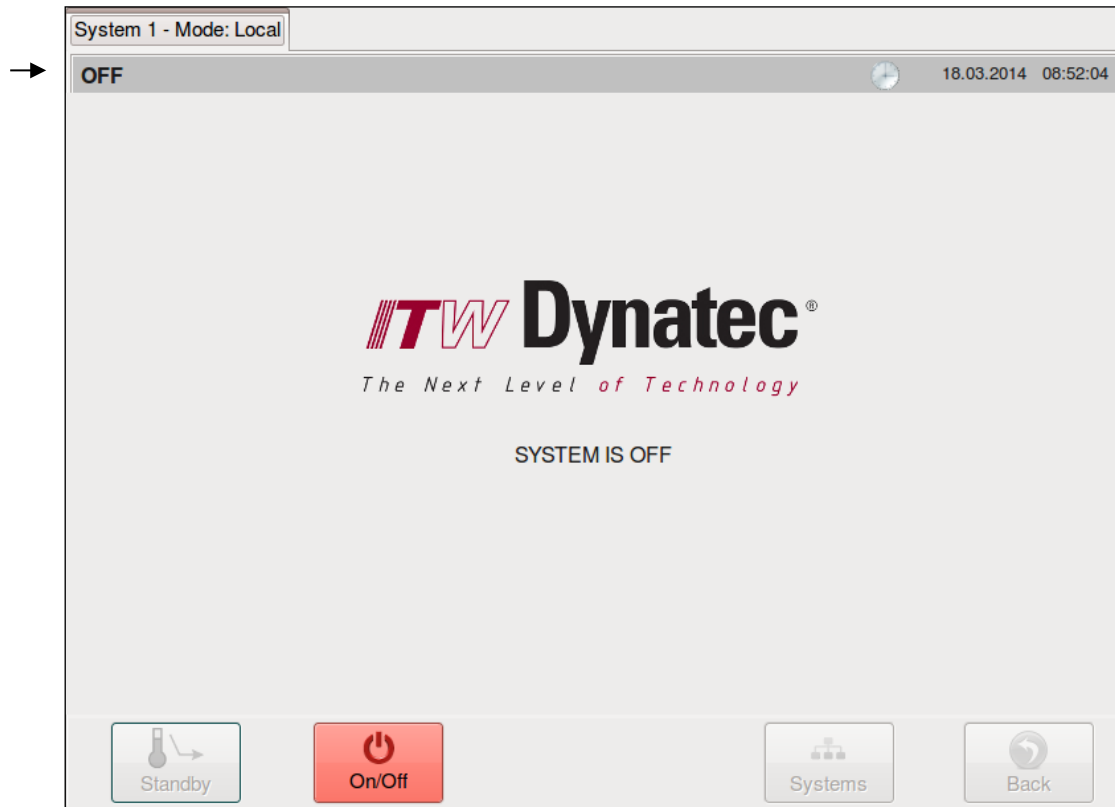 System 1 - Mode: Local
OFF 18.03.2014 08:52:04
ITW Dynatec®
The Next Level of Technology
SYSTEM IS OFF
Standby On/Off Systems Back